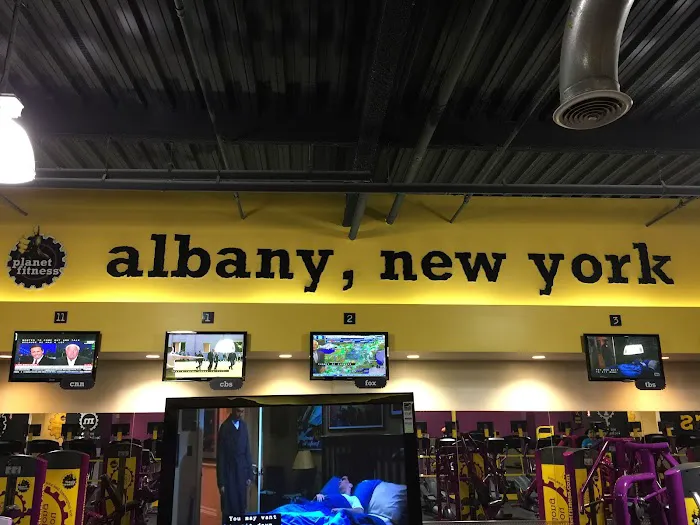 planet
fitness
albany, new york
11
1
2
3
cnn
cbs
fox
tbs
You may want